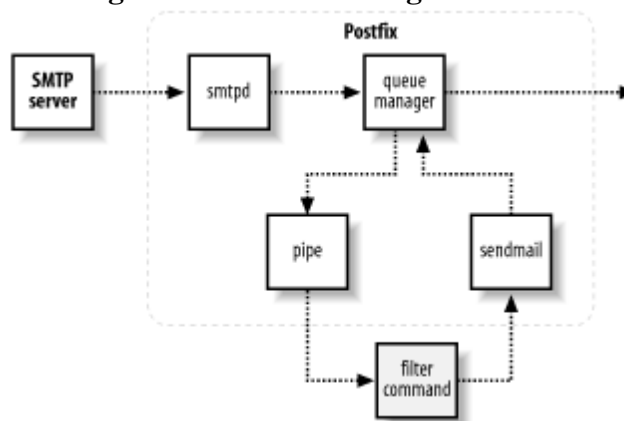 Postfix
SMTP
server
smtpd
queue
manager
pipe
sendmail
filter
command